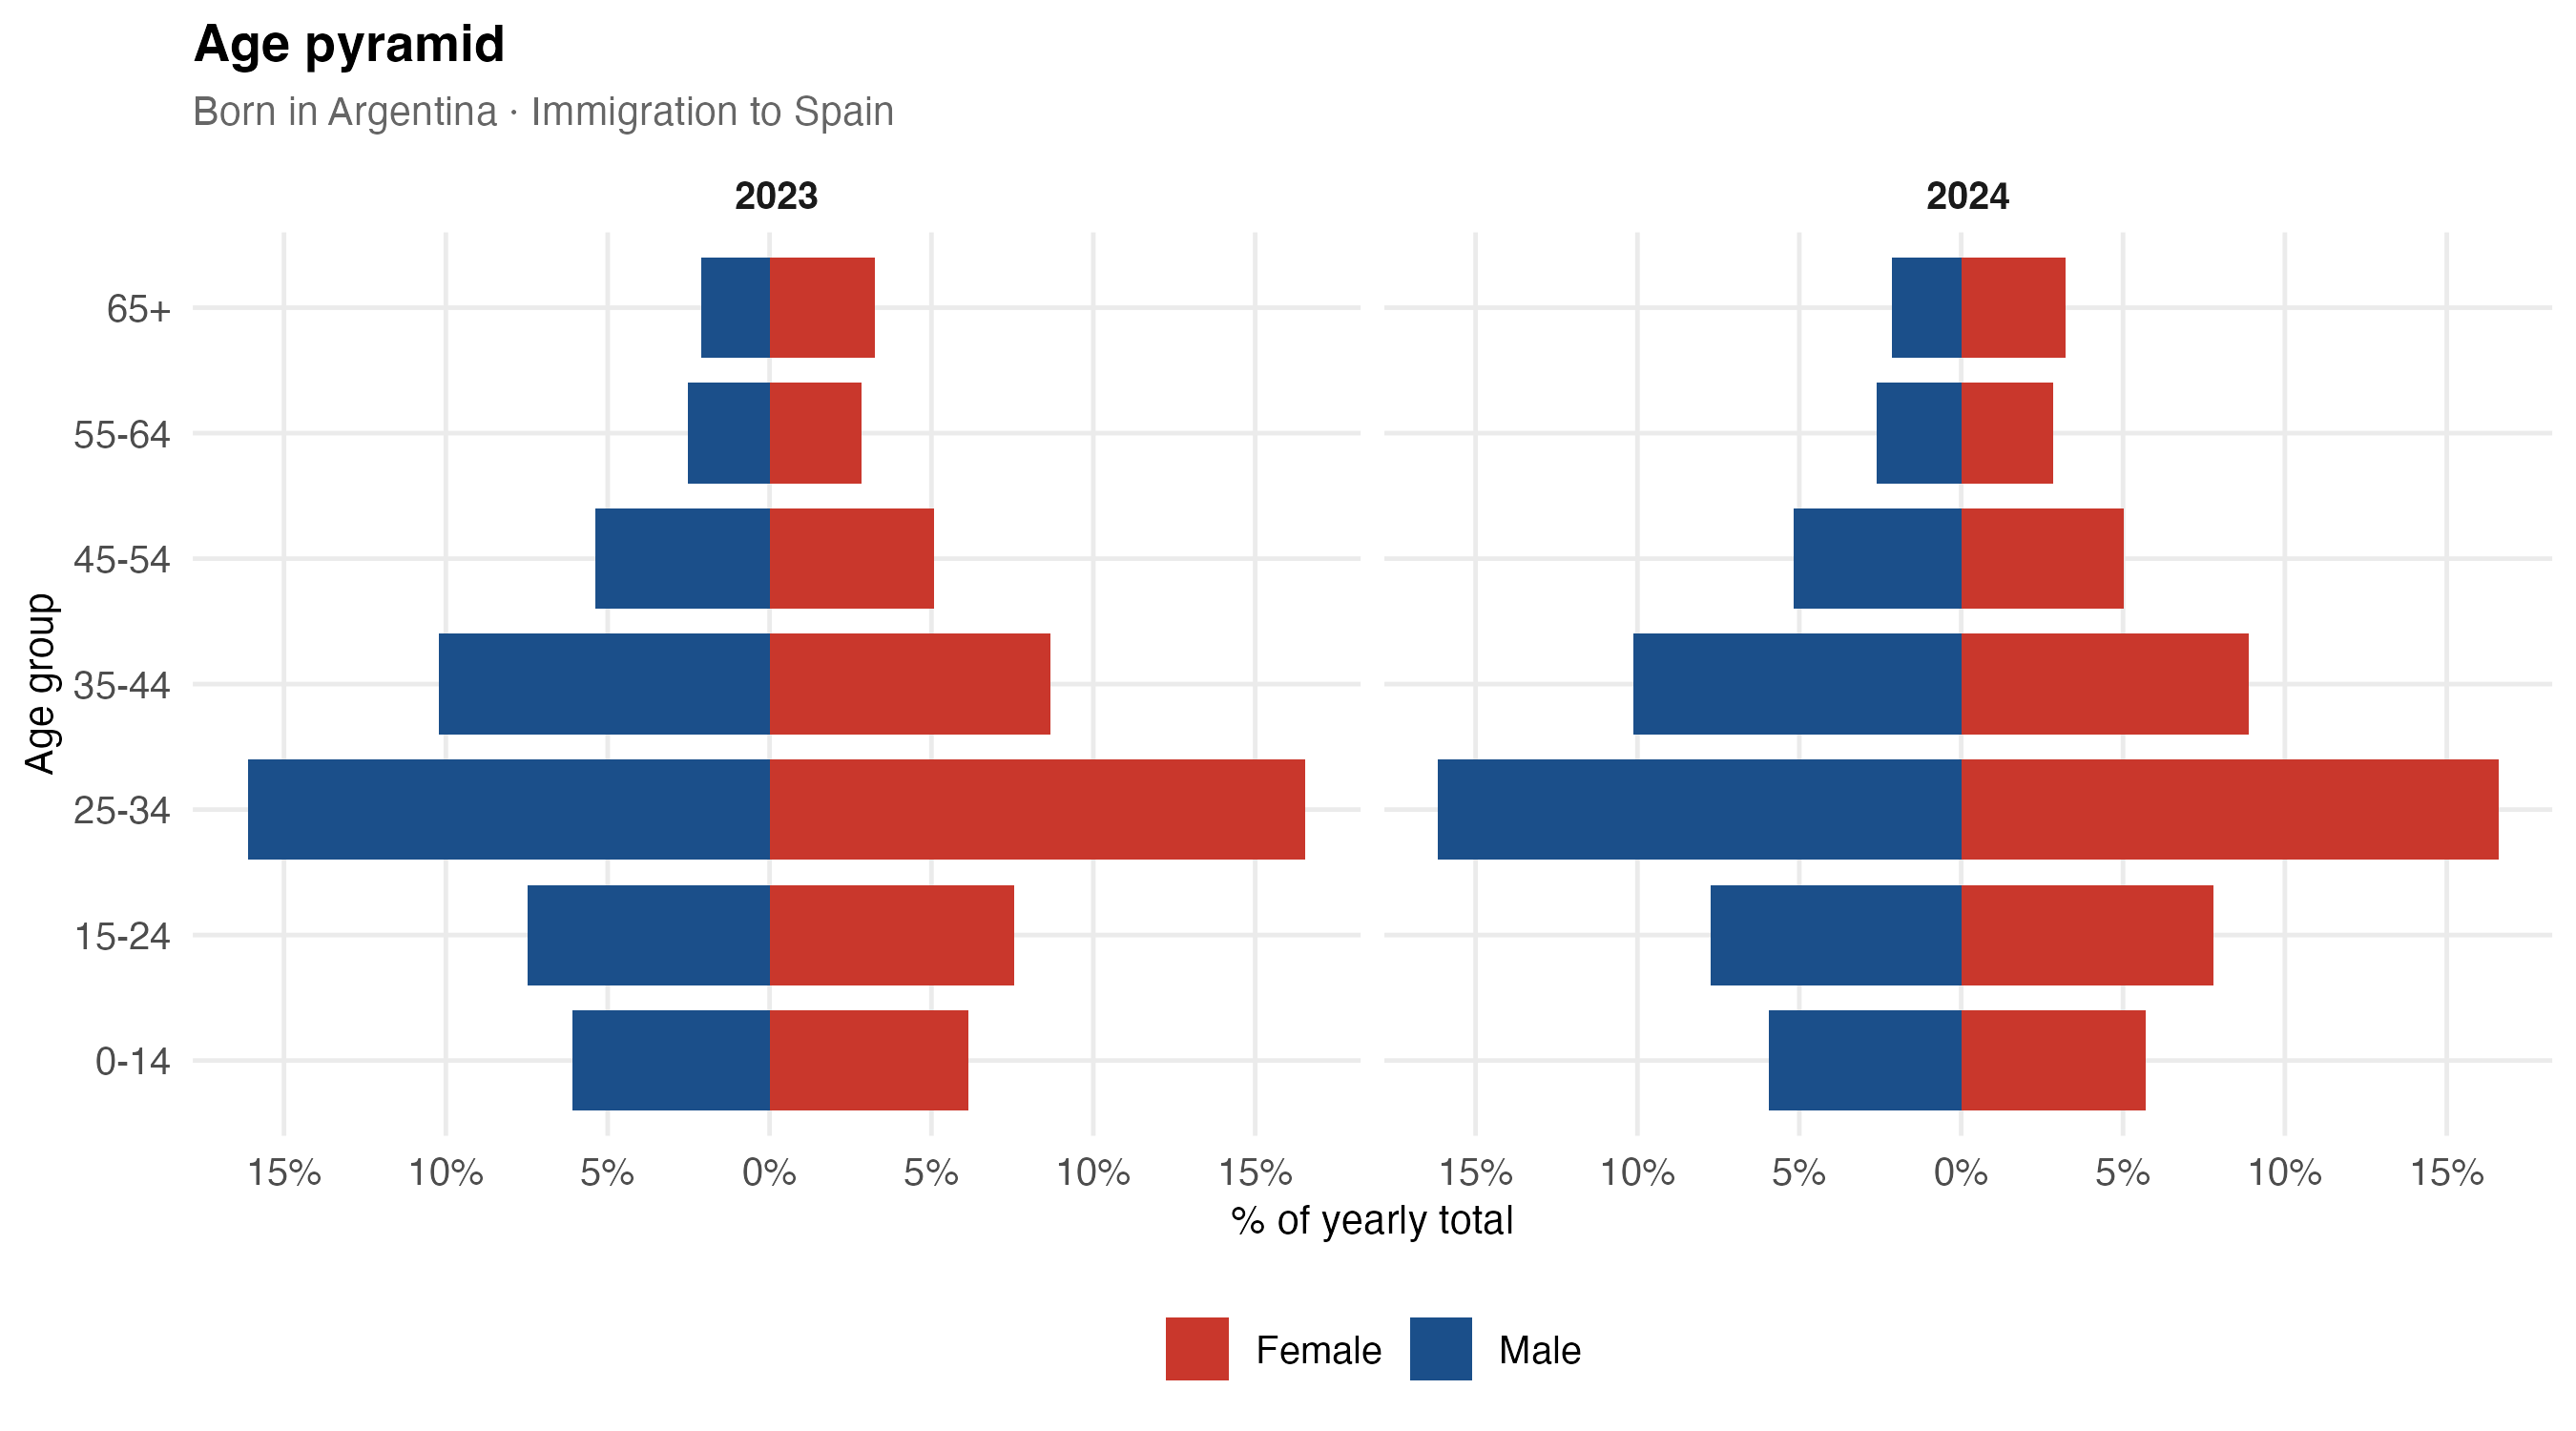 Age pyramid
Born in Argentina · Immigration to Spain
2023 2024
65+
55-64
45-54
35-44
25-34
15-24
0-14
Age group
15% 10% 5% 0% 5% 10% 15% 15% 10% 5% 0% 5% 10% 15%
% of yearly total
Female Male